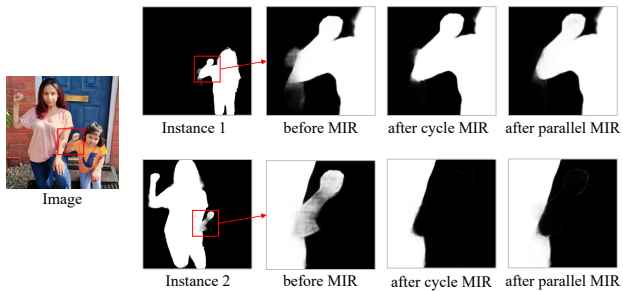 Image
Instance 1
before MIR
after cycle MIR
after parallel MIR
Instance 2
before MIR
after cycle MIR
after parallel MIR